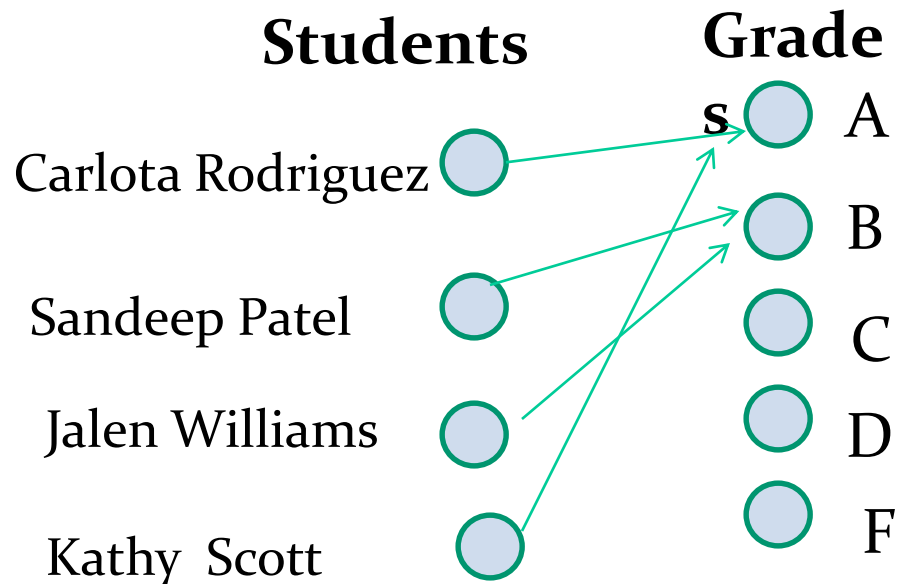 Students
Grade
s
A
Carlota Rodriguez
B
Sandeep Patel
C
Jalen Williams
D
Kathy Scott
F